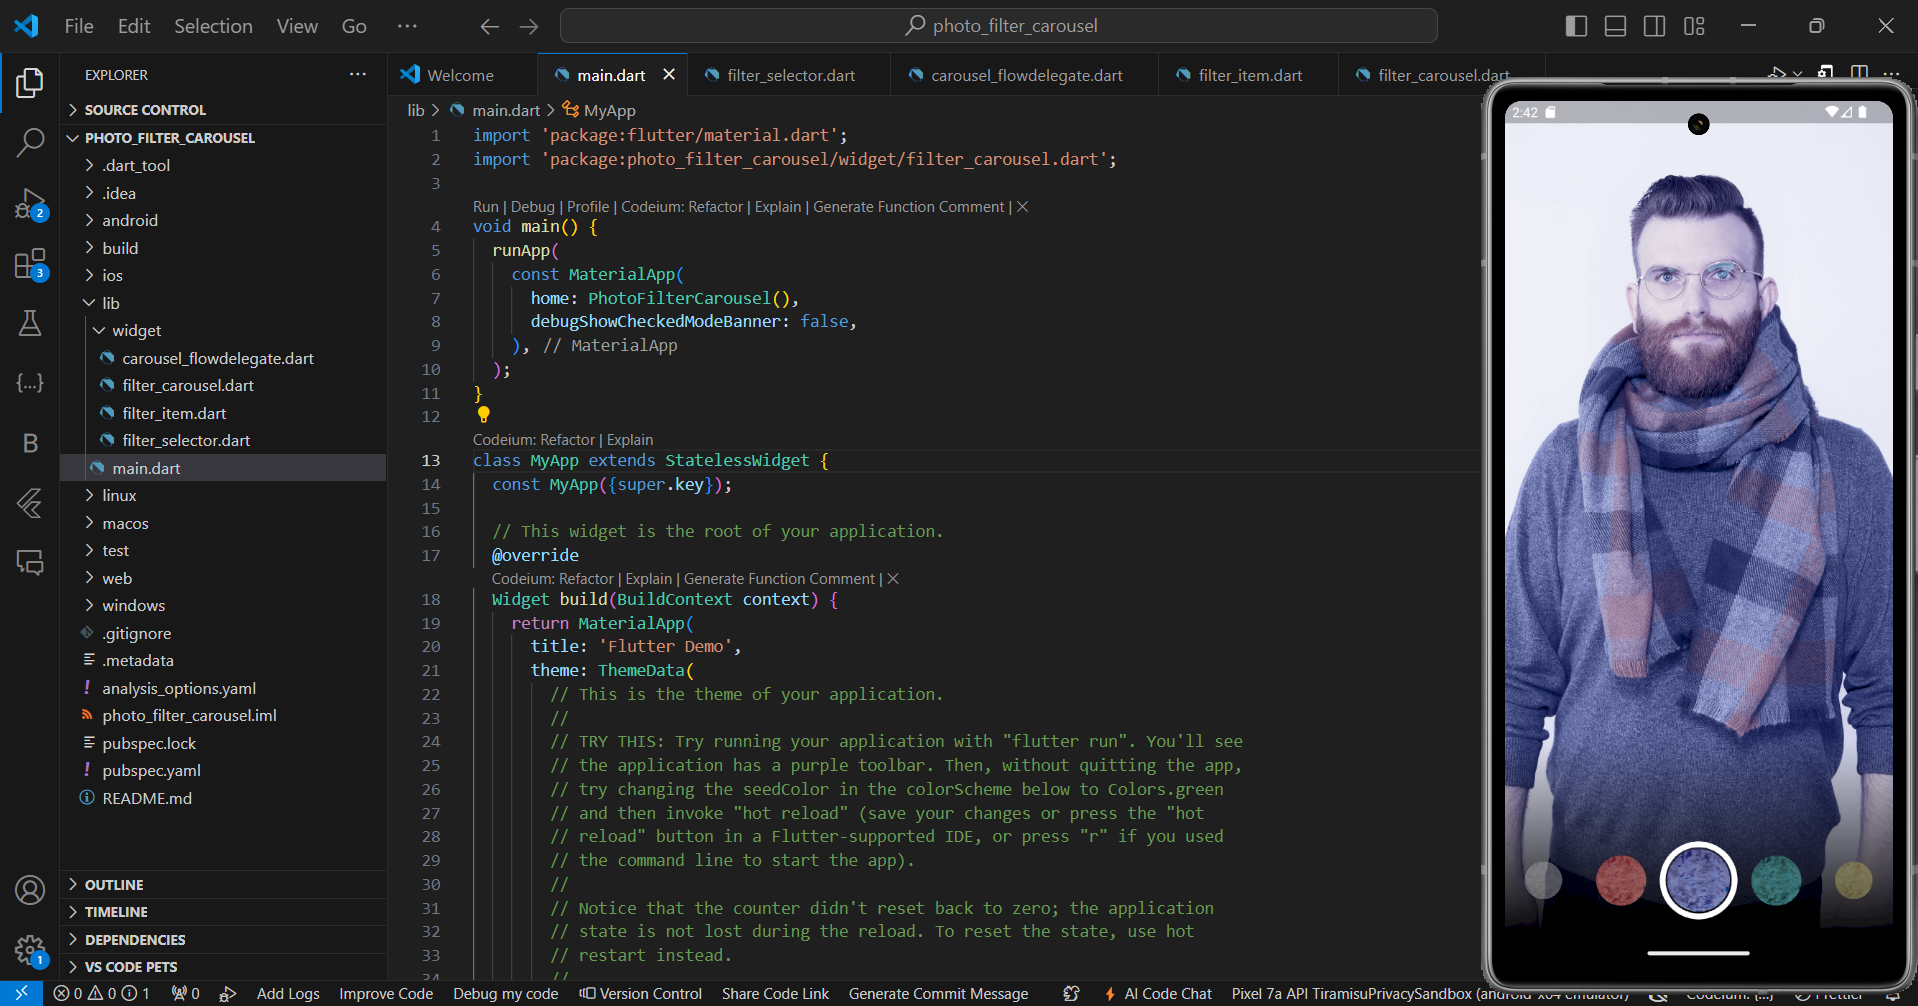 File Edit Selection View Go ···
photo_filter_carousel
EXPLORER
SOURCE CONTROL
PHOTO_FILTER_CAROUSEL
.dart_tool
.idea
android
build
ios
lib
widget
carousel_flowdelegate.dart
filter_carousel.dart
filter_item.dart
filter_selector.dart
main.dart
linux
macos
test
web
windows
.gitignore
.metadata
analysis_options.yaml
photo_filter_carousel.iml
pubspec.lock
pubspec.yaml
README.md
OUTLINE
TIMELINE
DEPENDENCIES
VS CODE PETS
2
3
B
1
Welcome main.dart filter_selector.dart carousel_flowdelegate.dart filter_item.dart filter_carousel.dart
lib > main.dart > MyApp
1 import 'package:flutter/material.dart';
2 import 'package:photo_filter_carousel/widget/filter_carousel.dart';
3
Run | Debug | Profile | Codeium: Refactor | Explain | Generate Function Comment | X
4 void main() {
5 runApp(
6 const MaterialApp(
7 home: PhotoFilterCarousel(),
8 debugShowCheckedModeBanner: false,
9 ), // MaterialApp
10 );
11 }
12
Codeium: Refactor | Explain
13 class MyApp extends StatelessWidget {
14 const MyApp({super.key});
15
16 // This widget is the root of your application.
17 @override
Codeium: Refactor | Explain | Generate Function Comment | X
18 Widget build(BuildContext context) {
19 return MaterialApp(
20 title: 'Flutter Demo',
21 theme: ThemeData(
22 // This is the theme of your application.
23 //
24 // TRY THIS: Try running your application with "flutter run". You'll see
25 // the application has a purple toolbar. Then, without quitting the app,
26 // try changing the seedColor in the colorScheme below to Colors.green
27 // and then invoke "hot reload" (save your changes or press the "hot
28 // reload" button in a Flutter-supported IDE, or press "r" if you used
29 // the command line to start the app).
30 //
31 // Notice that the counter didn't reset back to zero; the application
32 // state is not lost during the reload. To reset the state, use hot
33 // restart instead.
34 //
2:42
0 0 1 0 Add Logs Improve Code Debug my code Version Control Share Code Link Generate Commit Message AI Code Chat Pixel 7a API TiramisuPrivacySandbox (android-x64 emulator) Codeium: {...} Prettier